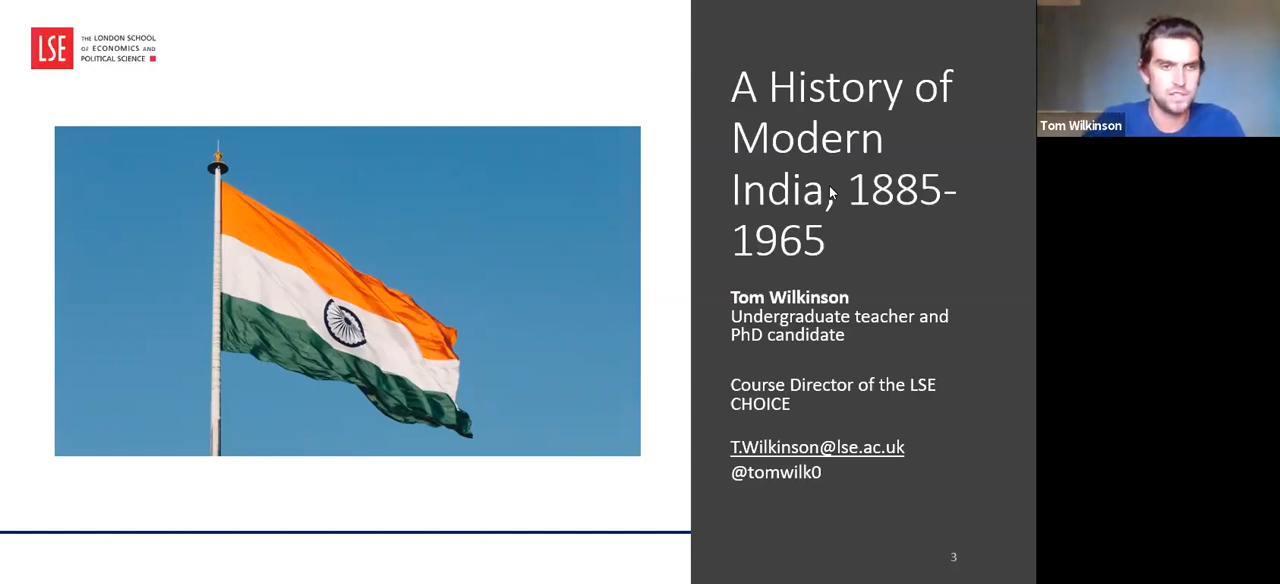 LSE
THE LONDON SCHOOL
OF ECONOMICS AND
POLITICAL SCIENCE
A History of
Modern
India, 1885-
1965
Tom Wilkinson
Undergraduate teacher and
PhD candidate
Course Director of the LSE
CHOICE
T.Wilkinson@lse.ac.uk
@tomwilk0
3
Tom Wilkinson